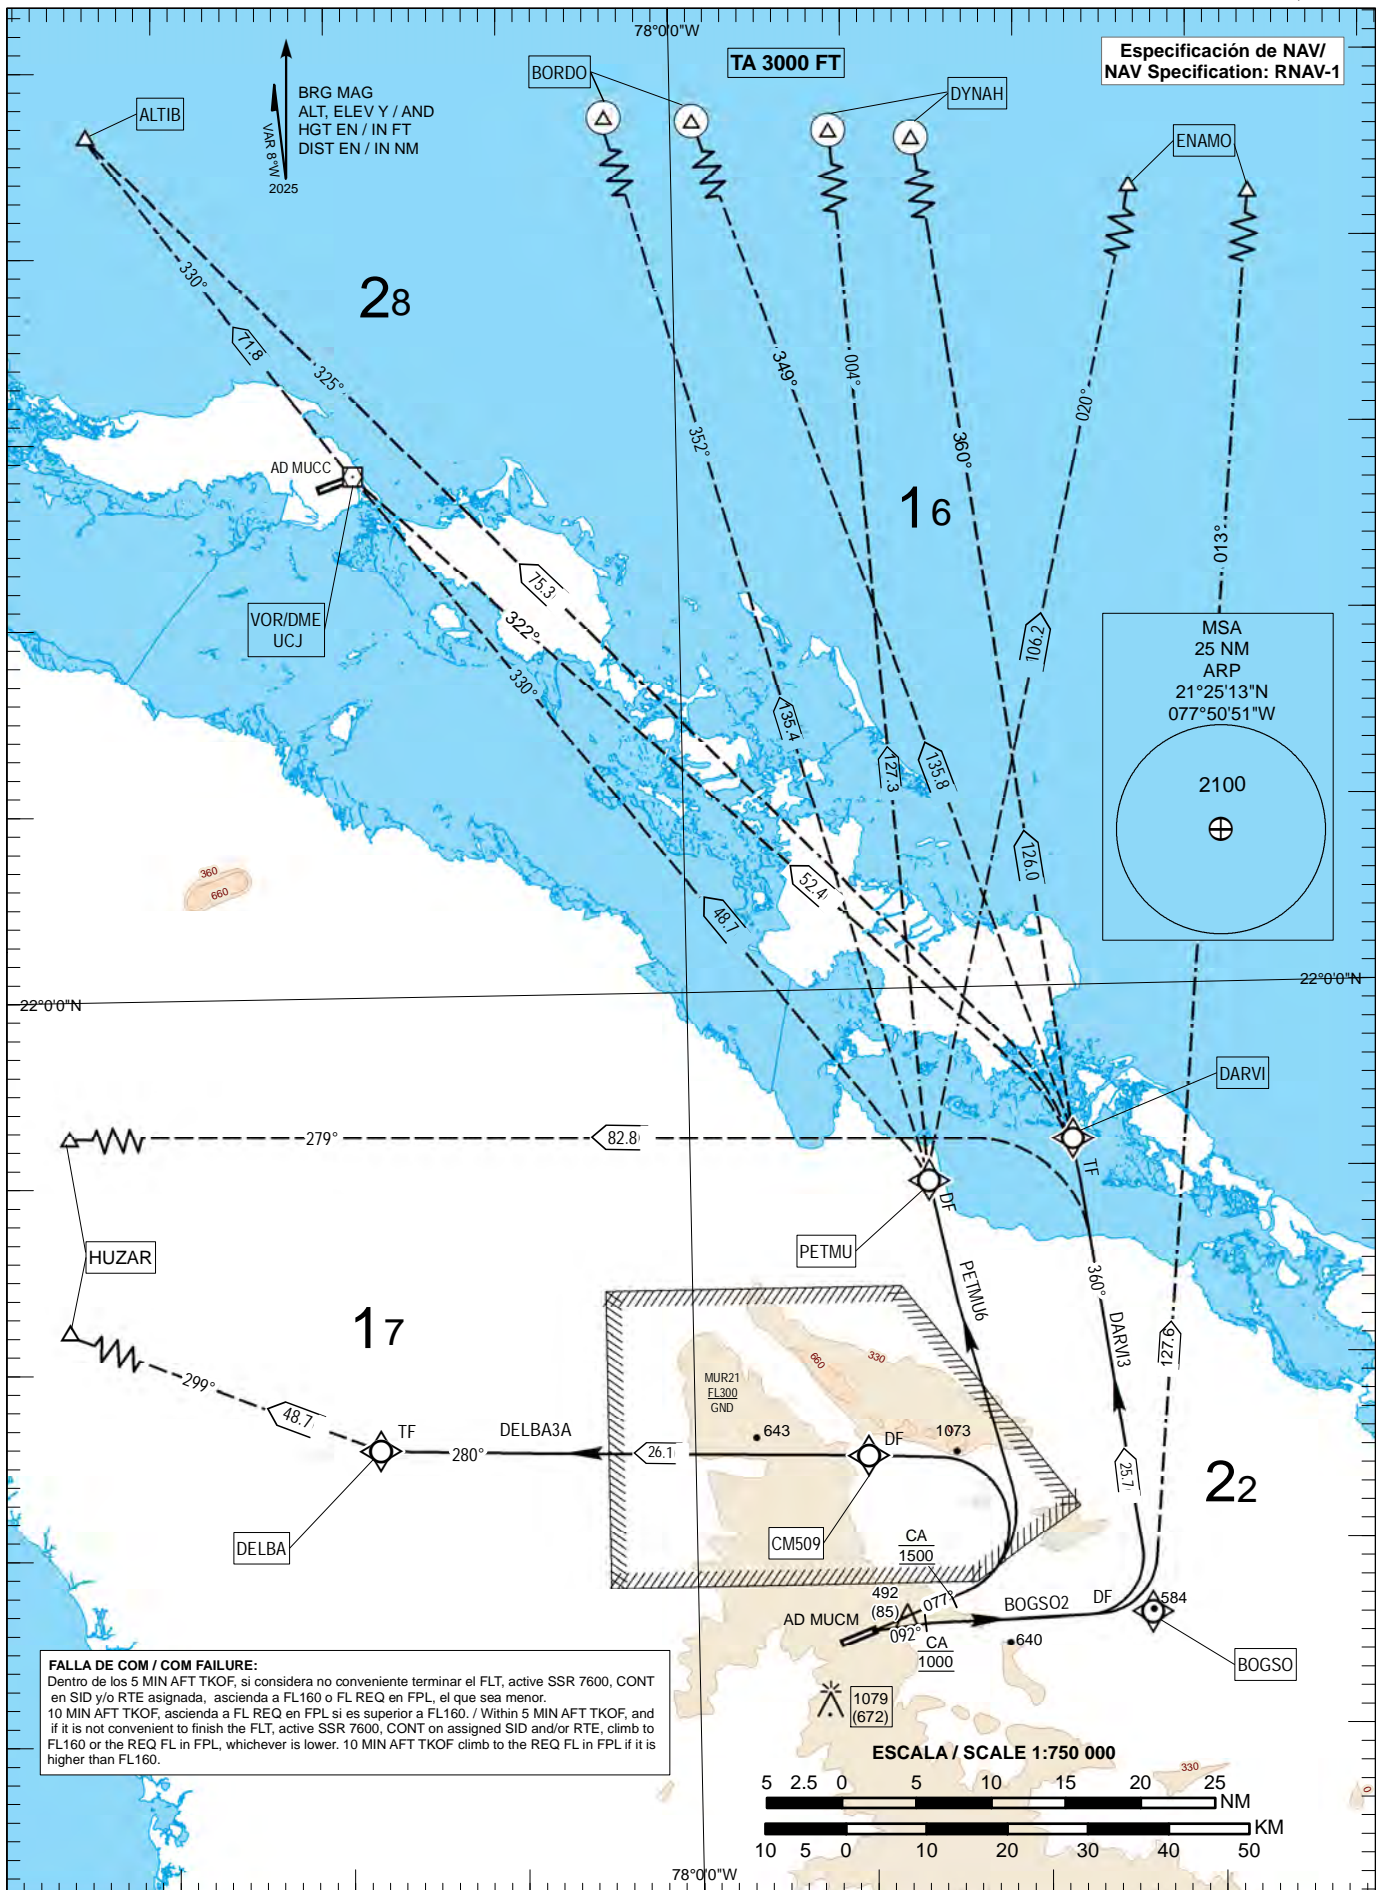 78°0'0"W
TA 3000 FT
Especificación de NAV/
NAV Specification: RNAV-1
BORDO
DYNAH
ALTIB
ENAMO
BRG MAG
ALT, ELEV Y / AND
HGT EN / IN FT
DIST EN / IN NM
VAR 8°W
2025
330°
28
71.8
325°
352°
349°
004°
360°
020°
013°
AD MUCC
16
75.3
VOR/DME
UCJ
322°
330°
106.2
MSA
25 NM
ARP
21°25'13"N
077°50'51"W
2100
135.4
127.3
135.8
126.0
52.4
48.7
360
660
22°0'0"N
22°0'0"N
DARVI
279°
82.8
TF
DF
PETMU
HUZAR
360°
PETMU6
DARVI3
127.6
17
660
330
MUR21
FL300
GND
299°
48.7
TF
DELBA3A
643
DF
1073
280°
26.1
25.7
22
DELBA
CM509
CA
1500
492
(85)
077°
BOGSO2
DF
584
AD MUCM
092°
CA
1000
640
BOGSO
FALLA DE COM / COM FAILURE:
Dentro de los 5 MIN AFT TKOF, si considera no conveniente terminar el FLT, active SSR 7600, CONT
en SID y/o RTE asignada, ascienda a FL160 o FL REQ en FPL, el que sea menor.
10 MIN AFT TKOF, ascienda a FL REQ en FPL si es superior a FL160. / Within 5 MIN AFT TKOF, and
if it is not convenient to finish the FLT, active SSR 7600, CONT on assigned SID and/or RTE, climb to
FL160 or the REQ FL in FPL, whichever is lower. 10 MIN AFT TKOF climb to the REQ FL in FPL if it is
higher than FL160.
1079
(672)
ESCALA / SCALE 1:750 000
330
0
5 2.5 0 5 10 15 20 25
NM
KM
10 5 0 10 20 30 40 50
78°0'0"W